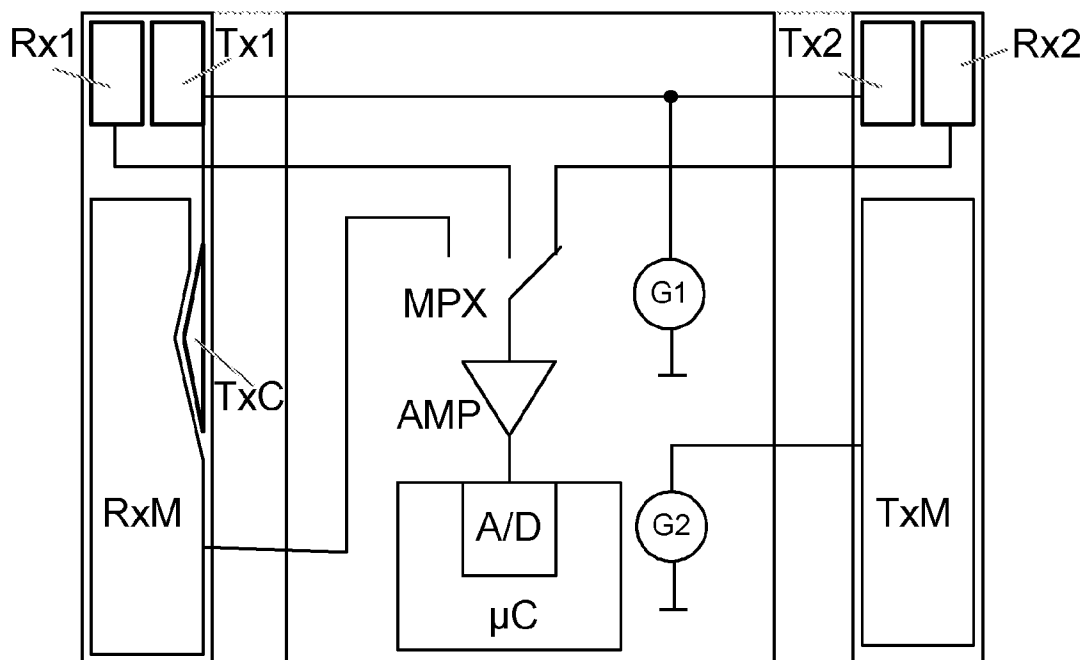 Rx1
Tx1
Tx2
Rx2
MPX
G1
TxC
AMP
RxM
A/D
G2
TxM
µC